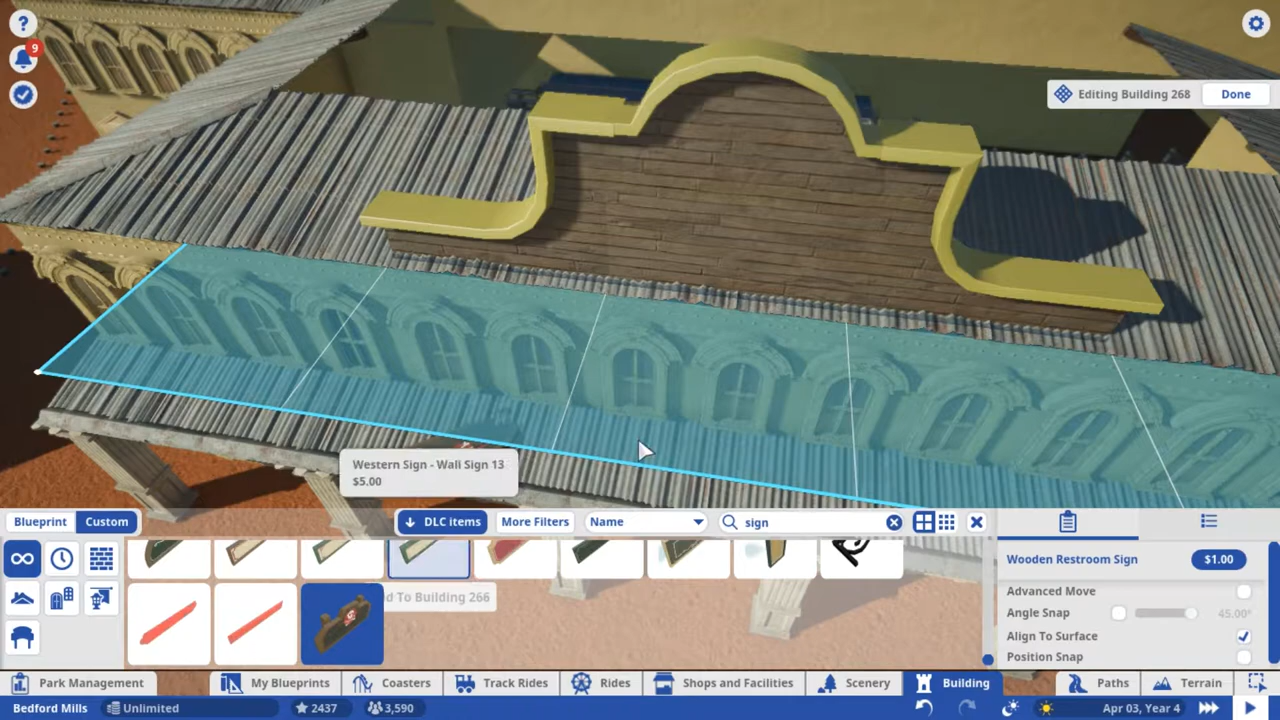 ?
9
Editing Building 268
Done
Western Sign - Wall Sign 13
$5.00
Blueprint
Custom
DLC items
More Filters
Name
sign
d To Building 266
Wooden Restroom Sign
$1.00
Advanced Move
Angle Snap
45.00°
Align To Surface
Position Snap
Park Management
My Blueprints
Coasters
Track Rides
Rides
Shops and Facilities
Scenery
Building
Paths
Terrain
Bedford Mills
Unlimited
2437
3,590
Apr 03, Year 4